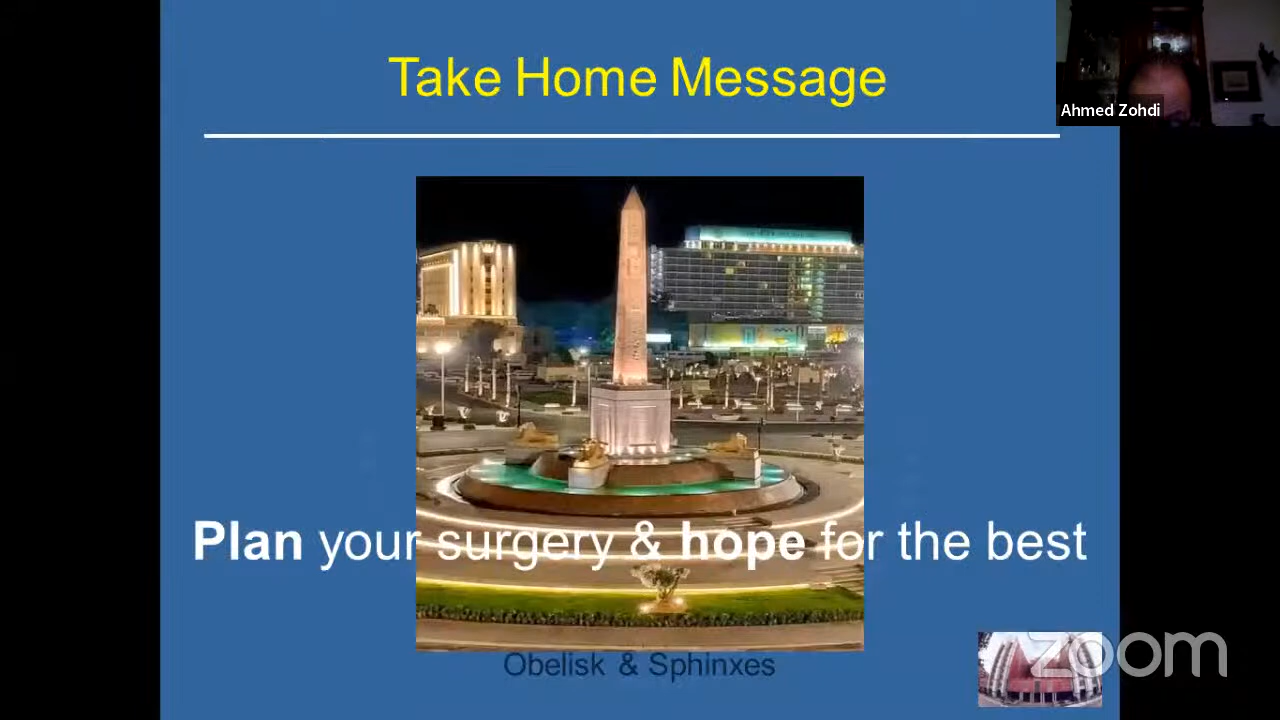 Take Home Message
Ahmed Zohdi
Plan your surgery & hope for the best
Obelisk & Sphinxes
zoom